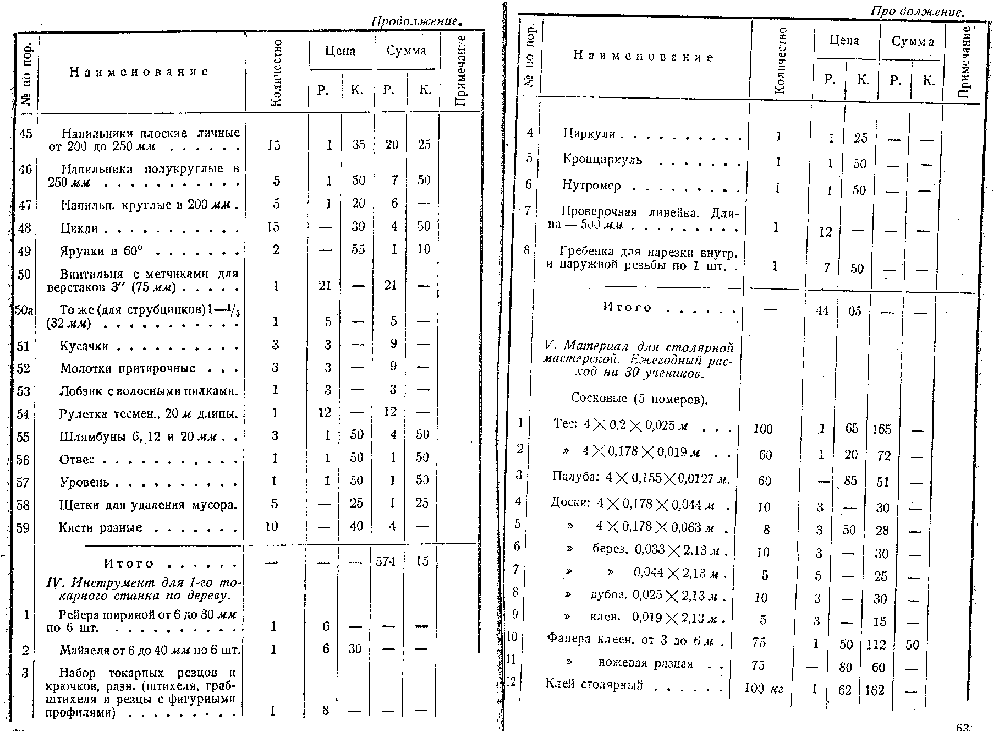 Продолжение.
№ по пор. Наименование Количество Цена Сумма Примечание
Р. К. Р. К.
45 Напильники плоские личные
от 200 до 250 мм . . . . . . 15 1 35 20 25
46 Напильники полукруглые в
250 мм . . . . . . . . . . . 5 1 50 7 50
47 Напильн. круглые в 200 мм . 5 1 20 6 —
48 Цикли . . . . . . . . . . . 15 — 30 4 50
49 Ярунки в 60° . . . . . . . 2 — 55 1 10
50 Винтильня с метчиками для
верстаков 3″ (75 мм) . . . . . 1 21 — 21 —
50а То же (для струбцинков) 1—1/4
(32 мм) . . . . . . . . . . . 1 5 — 5 —
51 Кусачки . . . . . . . . . . 3 3 — 9 —
52 Молотки притирочные . . . 3 3 — 9 —
53 Лобзик с волосными пилками. 1 3 — 3 —
54 Рулетка тесмен., 20 м длины. 1 12 — 12 —
55 Шлямбуны 6, 12 и 20 мм . . 3 1 50 4 50
56 Отвес . . . . . . . . . . . 1 1 50 1 50
57 Уровень . . . . . . . . . . 1 1 50 1 50
58 Щетки для удаления мусора. 5 — 25 1 25
59 Кисти разные . . . . . . . 10 — 40 4 —
Итого . . . . . . — — — 574 15
IV. Инструмент для 1-го то-
карного станка по дереву.
1 Рейера шириной от 6 до 30 мм
по 6 шт. . . . . . . . . . . 1 6 — — —
2 Майзеля от 6 до 40 мм по 6 шт. 1 6 30 — —
3 Набор токарных резцов и
крючков, разн. (штихеля, граб-
штихеля и резцы с фигурными
профилями) . . . . . . . . . 1 8 — — —
Продолжение.
№ по пор. Наименование Количество Цена Сумма Примечание
Р. К. Р. К.
4 Циркули . . . . . . . . . . 1 1 25 — —
5 Кронциркуль . . . . . . . 1 1 50 — —
6 Нутромер . . . . . . . . . 1 1 50 — —
7 Проверочная линейка. Дли-
на — 500 мм . . . . . . . . . 1 12 — — —
8 Гребенка для нарезки внутр.
и наружной резьбы по 1 шт. . 1 7 50 — —
Итого . . . . . . — 44 05 — —
V. Материал для столярной
мастерской. Ежегодный рас-
ход на 30 учеников.
Сосновые (5 номеров).
1 Тес: 4 × 0,2 × 0,025 м . . . 100 1 65 165 —
2 » 4 × 0,178 × 0,019 м . . 60 1 20 72 —
3 Палуба: 4 × 0,155 × 0,0127 м. 60 — 85 51 —
4 Доски: 4 × 0,178 × 0,044 м . 10 3 — 30 —
5 » 4 × 0,178 × 0,063 м . 8 3 50 28 —
6 » берез. 0,033 × 2,13 м . 10 3 — 30 —
7 » » 0,044 × 2,13 м . 5 5 — 25 —
8 » дубов. 0,025 × 2,13 м . 10 3 — 30 —
9 » клен. 0,019 × 2,13 м . 5 3 — 15 —
10 Фанера клеен. от 3 до 6 м . 75 1 50 112 50
11 » ножевая разная . . 75 — 80 60 —
12 Клей столярный . . . . . . 100 кг 1 62 162 —
63